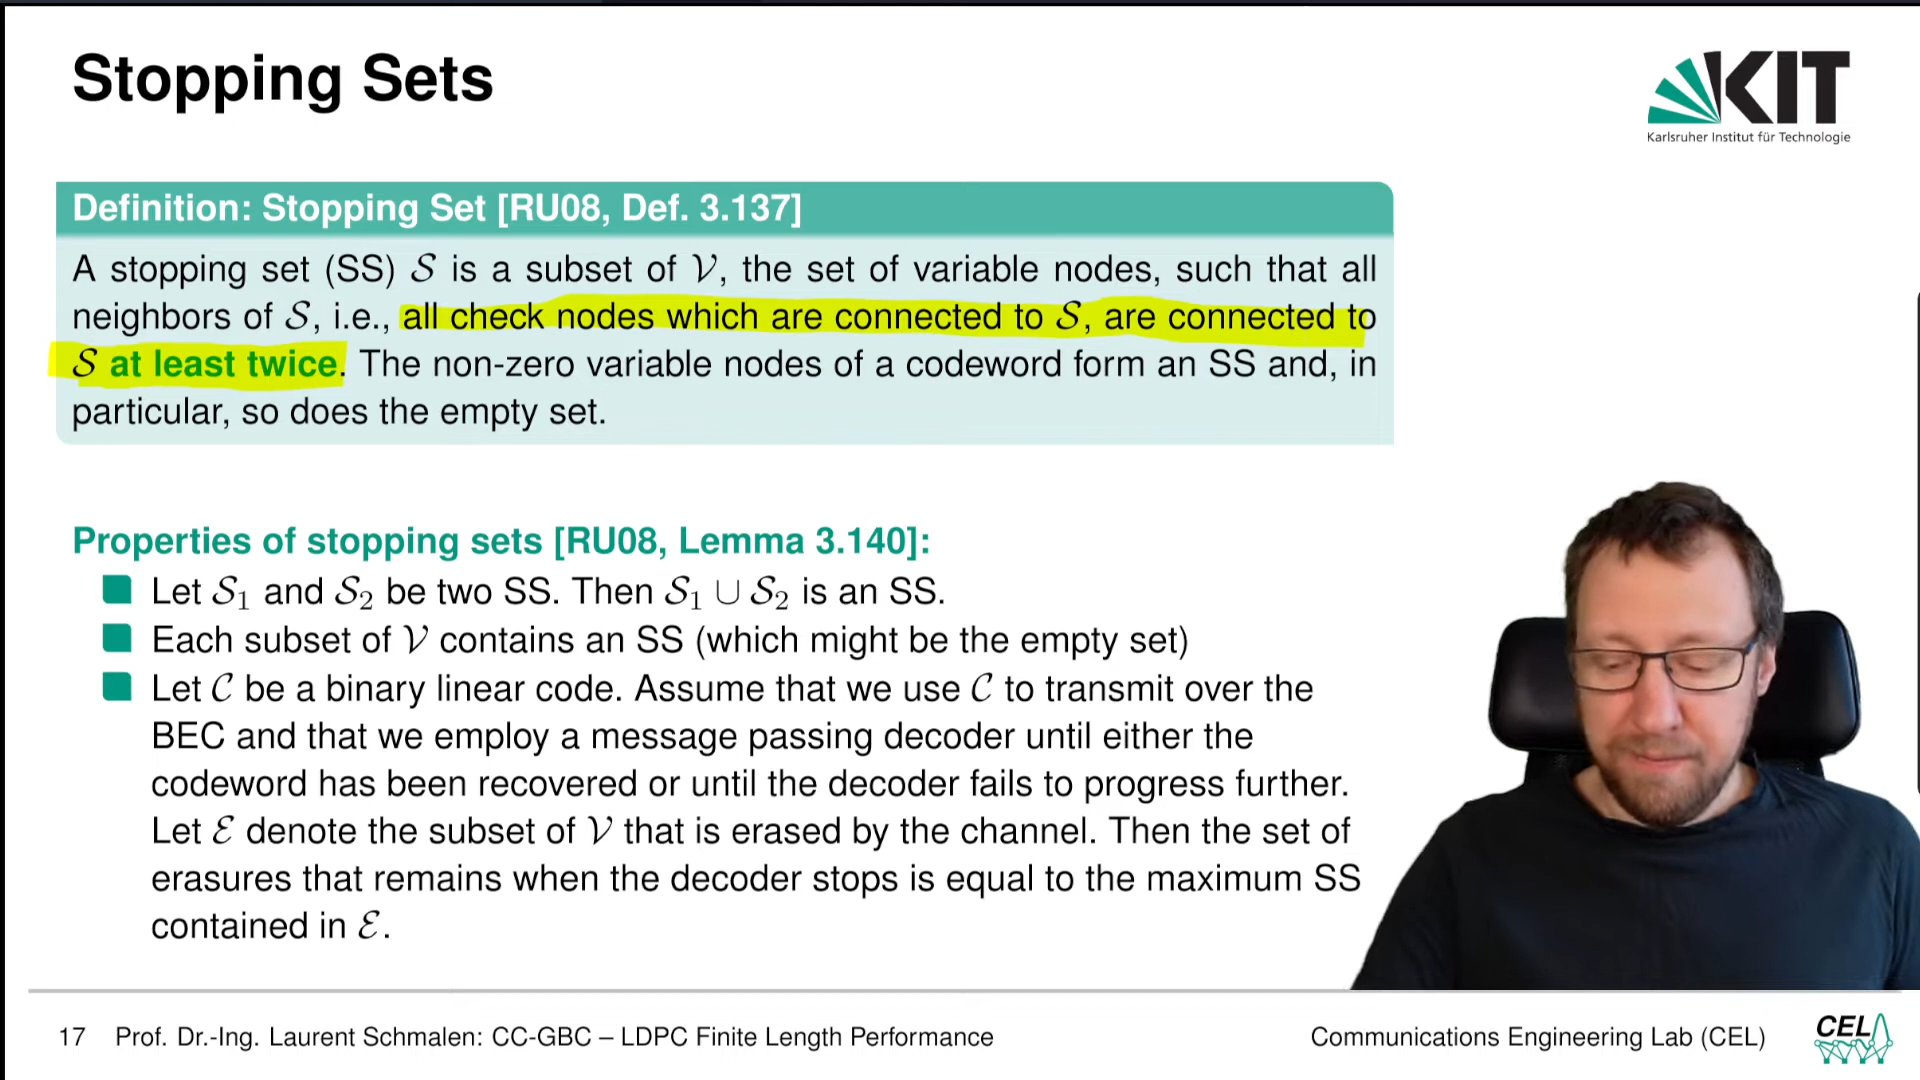 Stopping Sets
KIT
Karlsruher Institut für Technologie
Definition: Stopping Set [RU08, Def. 3.137]
A stopping set (SS) 𝒮 is a subset of 𝒱, the set of variable nodes, such that all
neighbors of 𝒮, i.e., all check nodes which are connected to 𝒮, are connected to
𝒮 at least twice. The non-zero variable nodes of a codeword form an SS and, in
particular, so does the empty set.
Properties of stopping sets [RU08, Lemma 3.140]:
Let 𝒮₁ and 𝒮₂ be two SS. Then 𝒮₁ ∪ 𝒮₂ is an SS.
Each subset of 𝒱 contains an SS (which might be the empty set)
Let 𝒞 be a binary linear code. Assume that we use 𝒞 to transmit over the
BEC and that we employ a message passing decoder until either the
codeword has been recovered or until the decoder fails to progress further.
Let ℰ denote the subset of 𝒱 that is erased by the channel. Then the set of
erasures that remains when the decoder stops is equal to the maximum SS
contained in ℰ.
17 Prof. Dr.-Ing. Laurent Schmalen: CC-GBC – LDPC Finite Length Performance
Communications Engineering Lab (CEL)
CEL